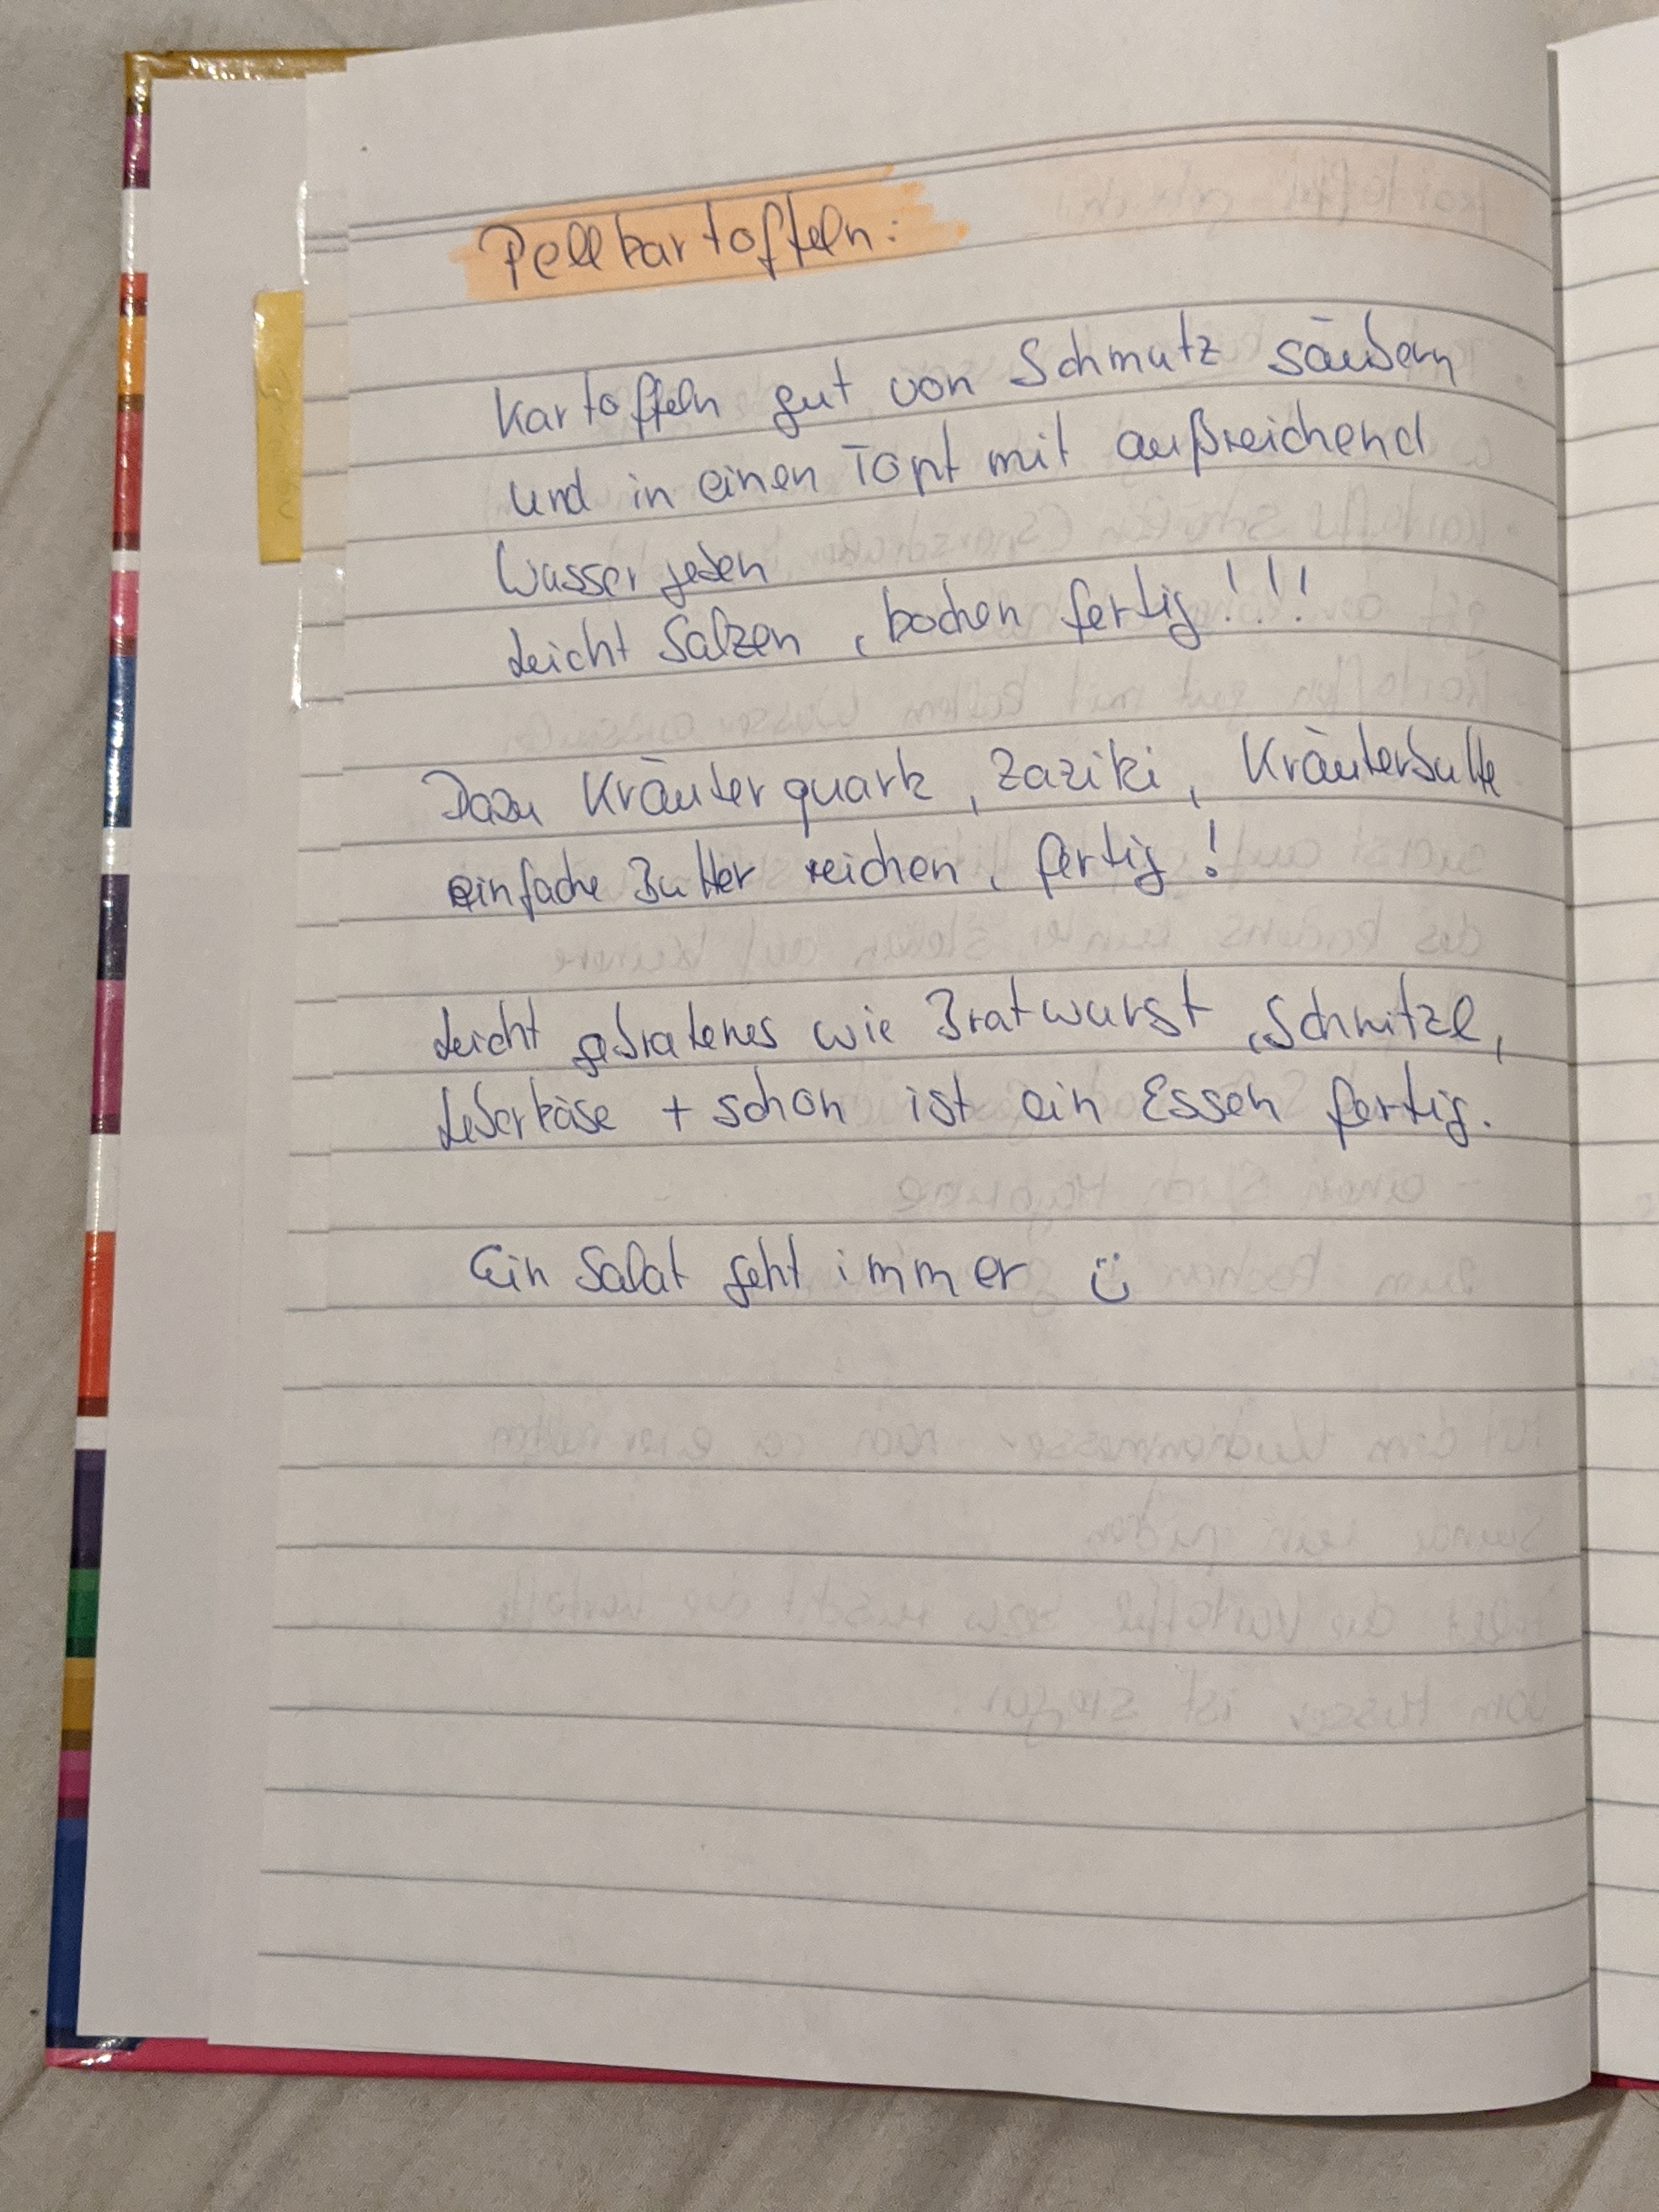 Pellkartoffeln:
Kartoffeln gut von Schmutz säubern
und in einen Topf mit außreichend
Wasser geben
Leicht Salzen, kochen fertig!!!
Dazu Kräuterquark, Zaziki, Kräuterbutte
einfache Butter reichen, fertig!
Leicht gebratenes wie Bratwurst, Schnitzel,
Leberkäse + schon ist ein Essen fertig.
Ein Salat geht immer Ü